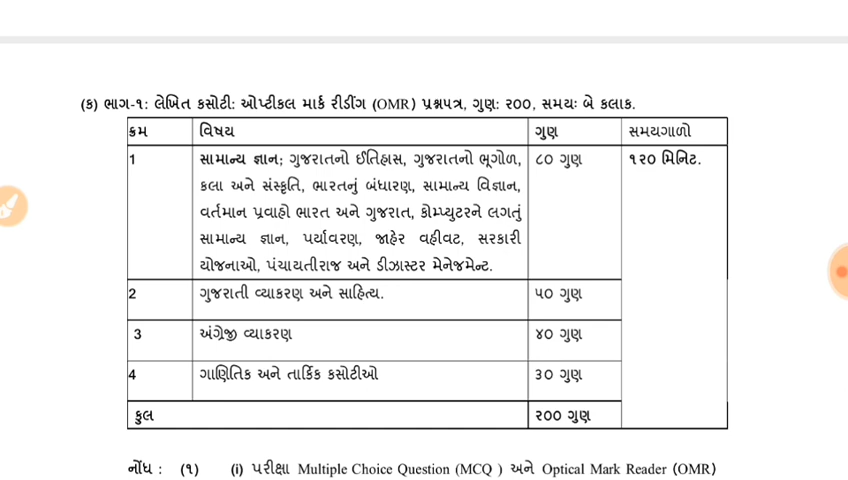 (ક) ભાગ-૧: લેખિત કસોટી: ઓપ્ટીકલ માર્ક રીડીંગ (OMR) પ્રશ્નપત્ર, ગુણ: ૨૦૦, સમયઃ બે કલાક.
ક્રમ વિષય ગુણ સમયગાળો
1 સામાન્ય જ્ઞાન; ગુજરાતનો ઈતિહાસ, ગુજરાતનો ભૂગોળ, ૮૦ ગુણ ૧૨૦ મિનિટ.
કલા અને સંસ્કૃતિ, ભારતનું બંધારણ, સામાન્ય વિજ્ઞાન,
વર્તમાન પ્રવાહો ભારત અને ગુજરાત, કોમ્પ્યુટરને લગતું
સામાન્ય જ્ઞાન, પર્યાવરણ, જાહેર વહીવટ, સરકારી
યોજનાઓ, પંચાયતીરાજ અને ડીઝાસ્ટર મેનેજમેન્ટ.
2 ગુજરાતી વ્યાકરણ અને સાહિત્ય. ૫૦ ગુણ
3 અંગ્રેજી વ્યાકરણ ૪૦ ગુણ
4 ગાણિતિક અને તાર્કિક કસોટીઓ ૩૦ ગુણ
કુલ ૨૦૦ ગુણ
નોંધ : (૧) (i) પરીક્ષા Multiple Choice Question (MCQ ) અને Optical Mark Reader (OMR)